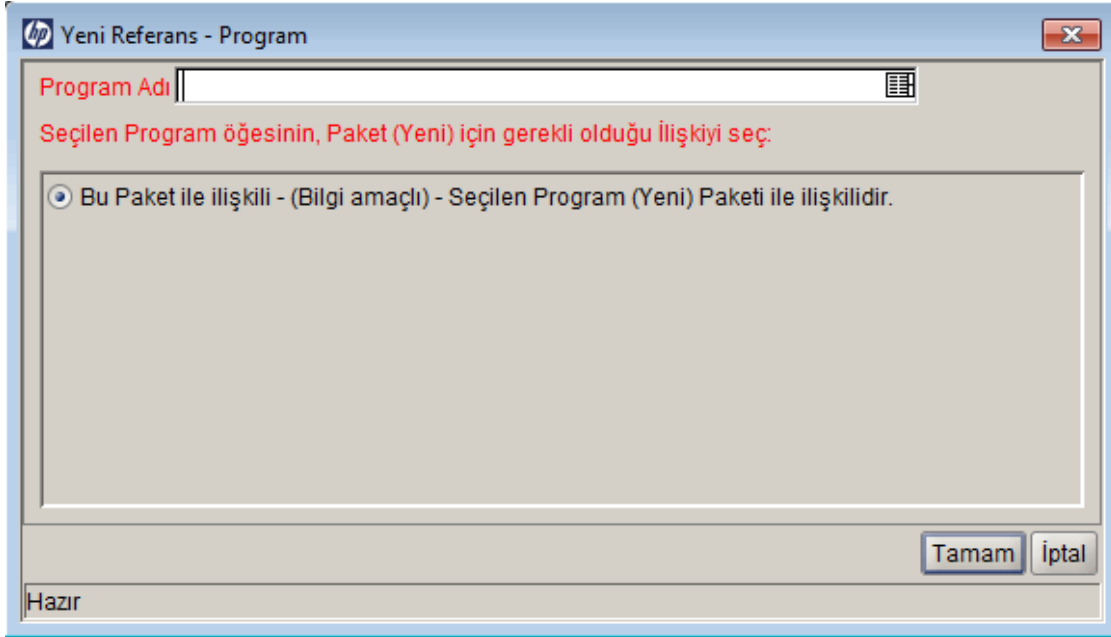 hp Yeni Referans - Program
Program Adı
Seçilen Program öğesinin, Paket (Yeni) için gerekli olduğu İlişkiyi seç:
Bu Paket ile ilişkili - (Bilgi amaçlı) - Seçilen Program (Yeni) Paketi ile ilişkilidir.
Tamam İptal
Hazır